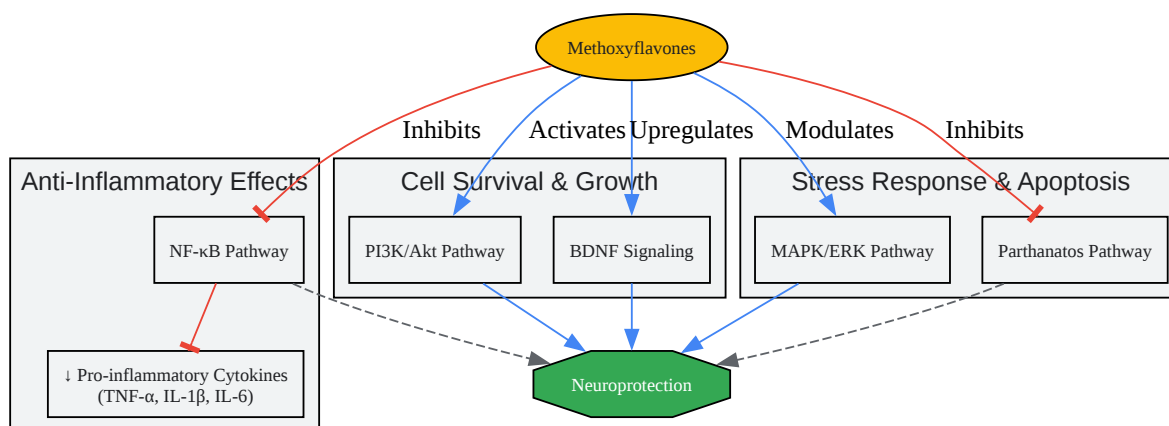 Methoxyflavones
Inhibits
Activates
Upregulates
Modulates
Inhibits
Anti-Inflammatory Effects
Cell Survival & Growth
Stress Response & Apoptosis
NF-κB Pathway
PI3K/Akt Pathway
BDNF Signaling
MAPK/ERK Pathway
Parthanatos Pathway
↓ Pro-inflammatory Cytokines
(TNF-α, IL-1β, IL-6)
Neuroprotection